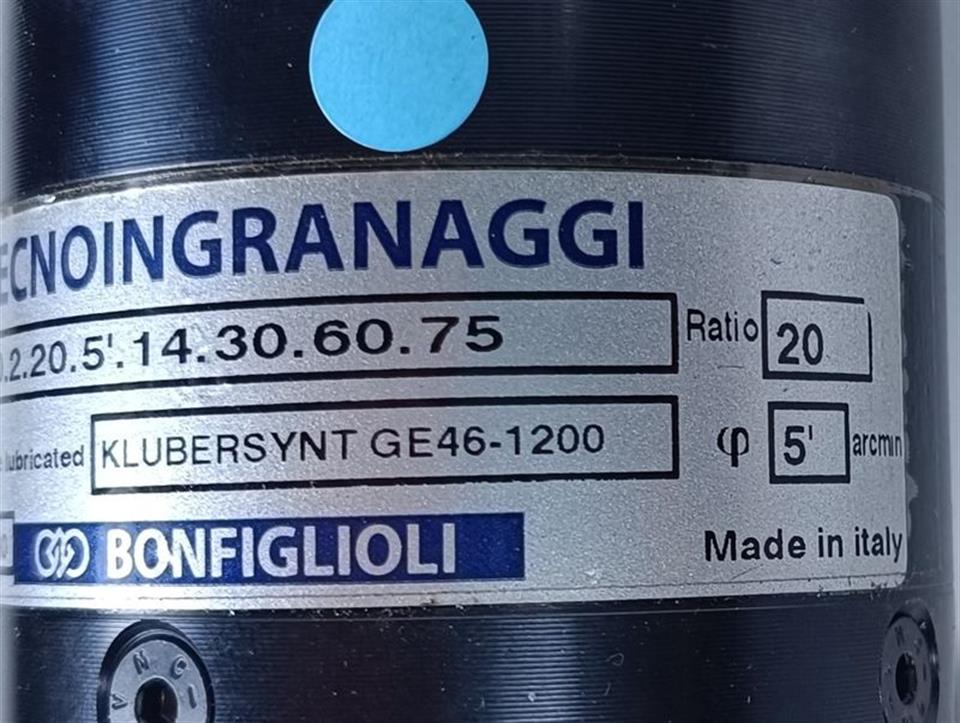 ECNOINGRANAGGI
.2.20.5'.14.30.60.75
Ratio 20
lubricated KLUBERSYNT GE46-1200
φ 5' arcmin
BONFIGLIOLI
Made in italy